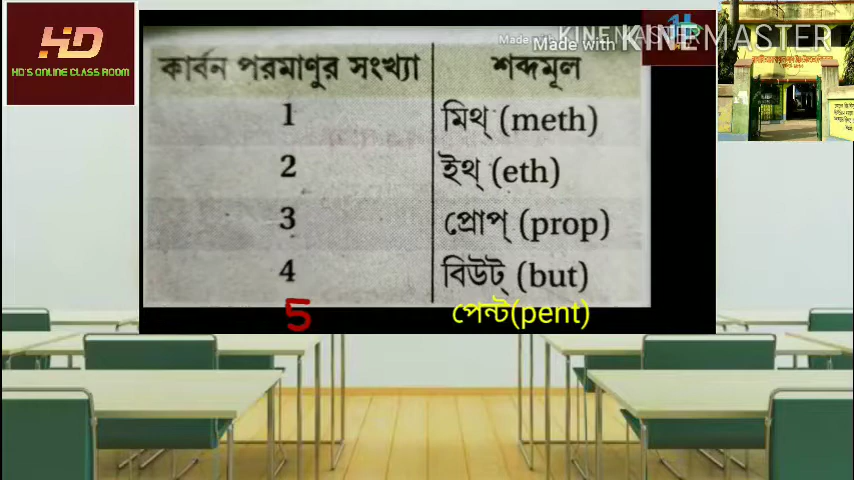 HD
HD'S ONLINE CLASS ROOM
Made with KINEMASTER
কার্বন পরমাণুর সংখ্যা শব্দমূল
1 মিথ্ (meth)
2 ইথ্ (eth)
3 প্রোপ্ (prop)
4 বিউট্ (but)
5 পেন্ট(pent)